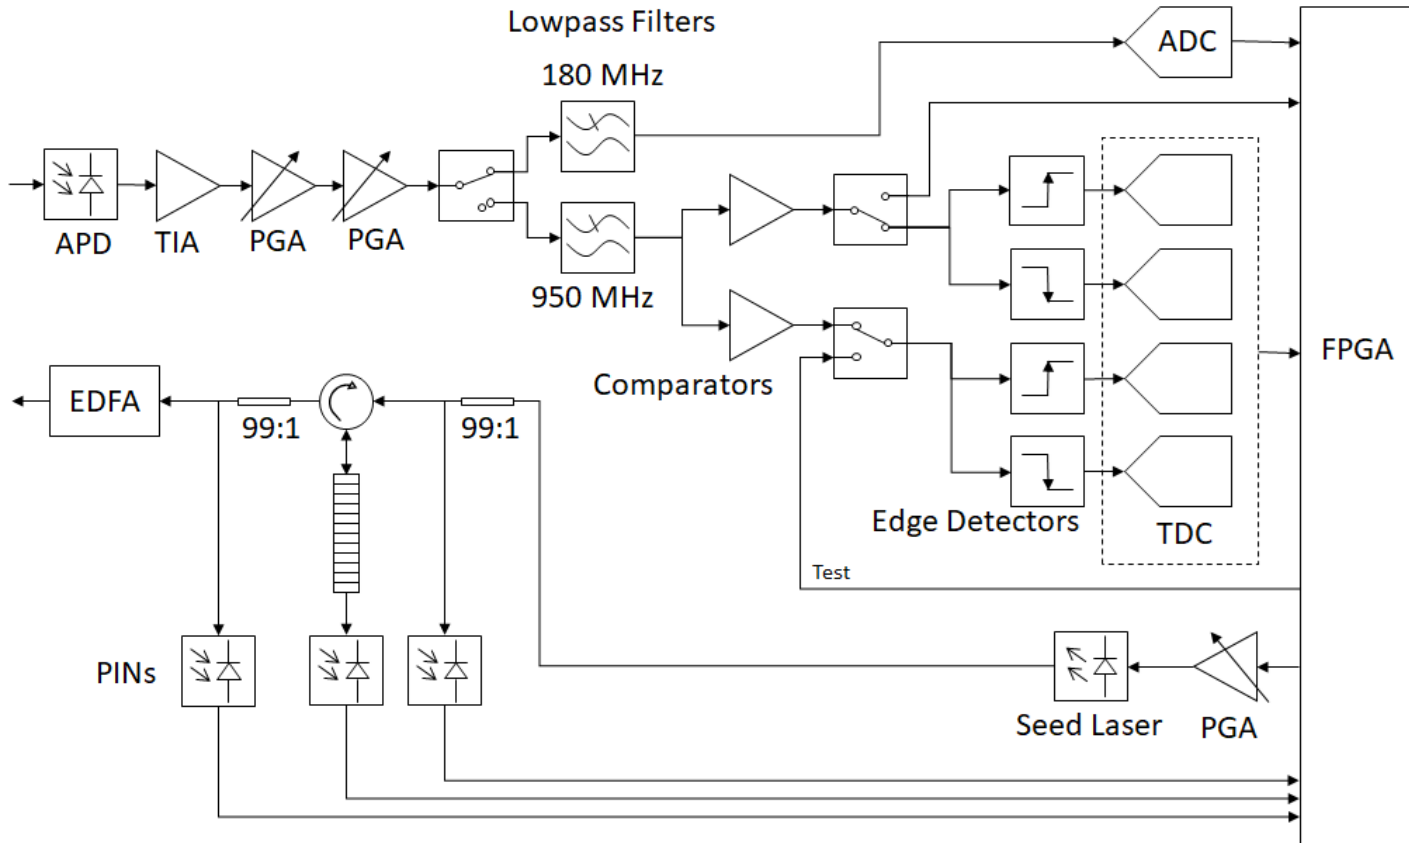 Lowpass Filters
180 MHz
ADC
APD
TIA
PGA
PGA
950 MHz
Comparators
FPGA
EDFA
99:1
99:1
Edge Detectors
TDC
Test
PINs
Seed Laser
PGA